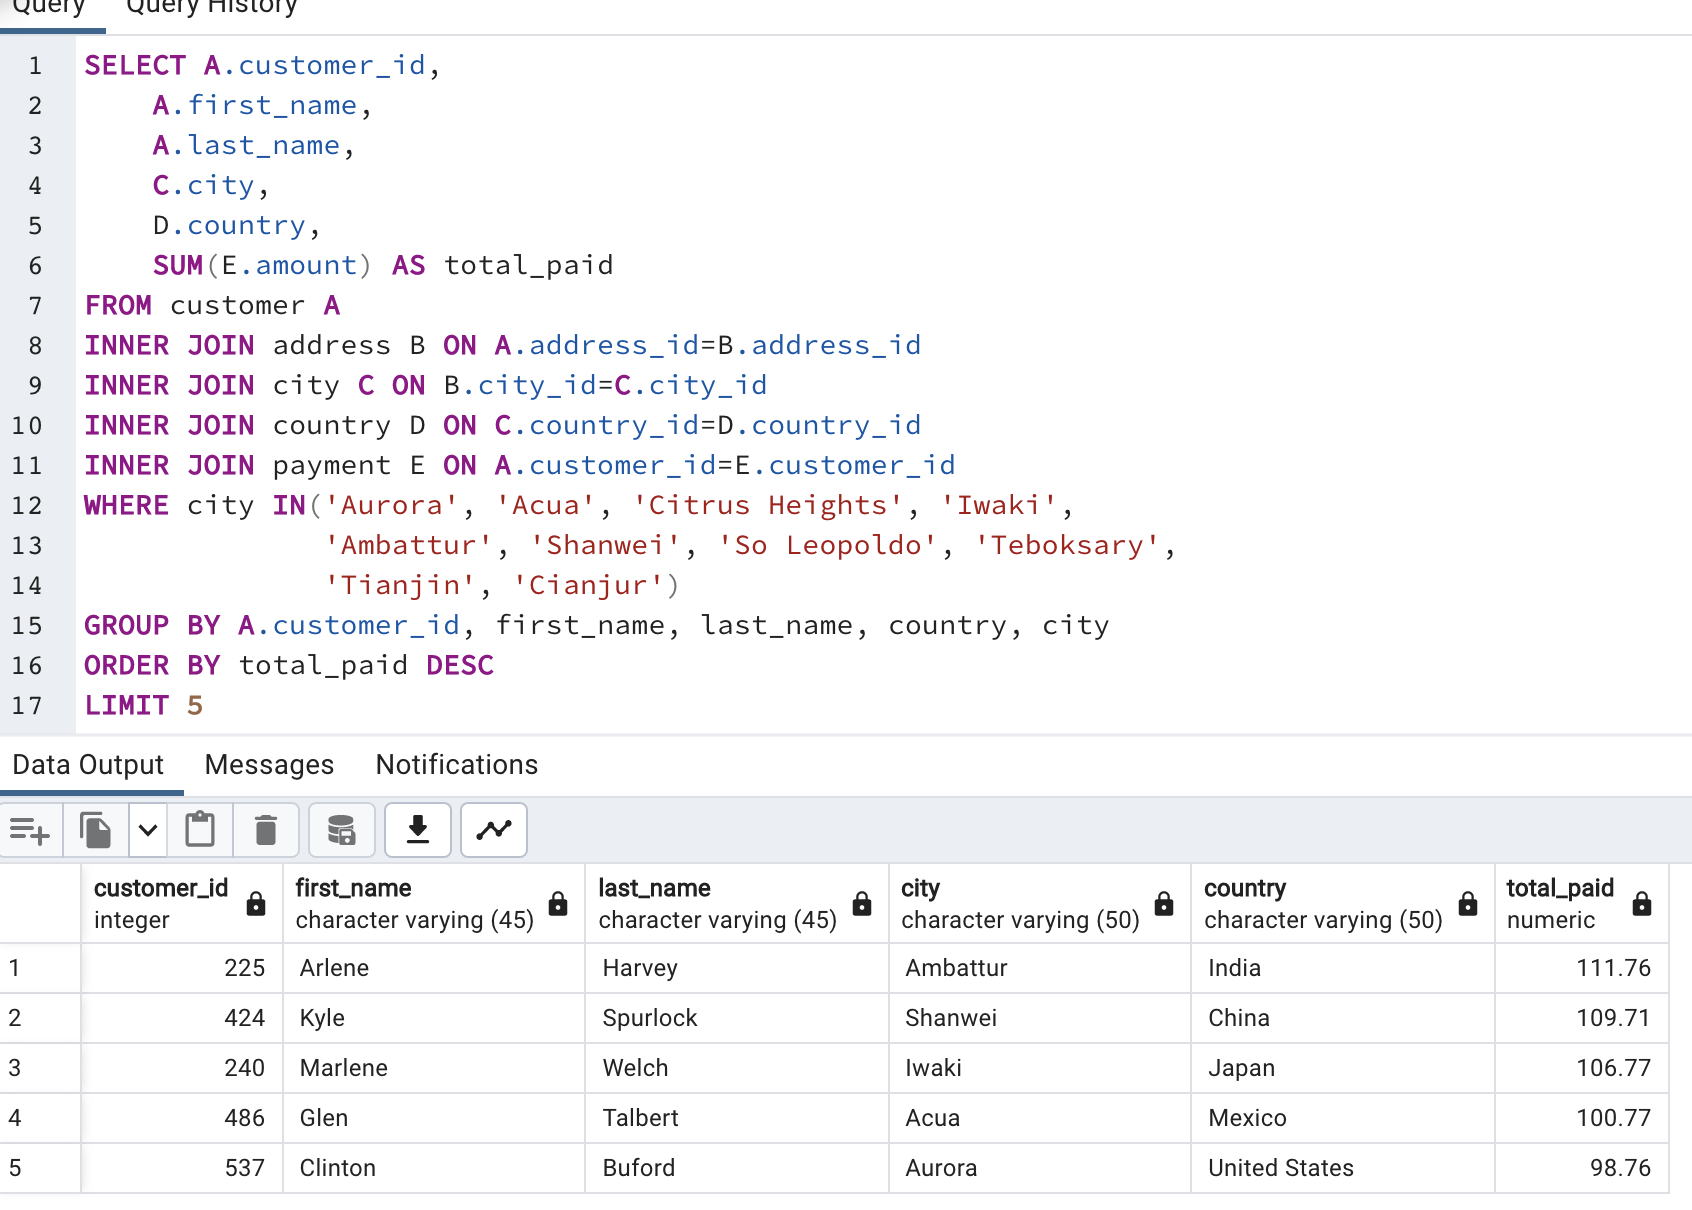 Query Query History
1 SELECT A.customer_id,
2 A.first_name,
3 A.last_name,
4 C.city,
5 D.country,
6 SUM(E.amount) AS total_paid
7 FROM customer A
8 INNER JOIN address B ON A.address_id=B.address_id
9 INNER JOIN city C ON B.city_id=C.city_id
10 INNER JOIN country D ON C.country_id=D.country_id
11 INNER JOIN payment E ON A.customer_id=E.customer_id
12 WHERE city IN('Aurora', 'Acua', 'Citrus Heights', 'Iwaki',
13 'Ambattur', 'Shanwei', 'So Leopoldo', 'Teboksary',
14 'Tianjin', 'Cianjur')
15 GROUP BY A.customer_id, first_name, last_name, country, city
16 ORDER BY total_paid DESC
17 LIMIT 5
Data Output Messages Notifications
customer_id first_name last_name city country total_paid
integer character varying (45) character varying (45) character varying (50) character varying (50) numeric
1 225 Arlene Harvey Ambattur India 111.76
2 424 Kyle Spurlock Shanwei China 109.71
3 240 Marlene Welch Iwaki Japan 106.77
4 486 Glen Talbert Acua Mexico 100.77
5 537 Clinton Buford Aurora United States 98.76